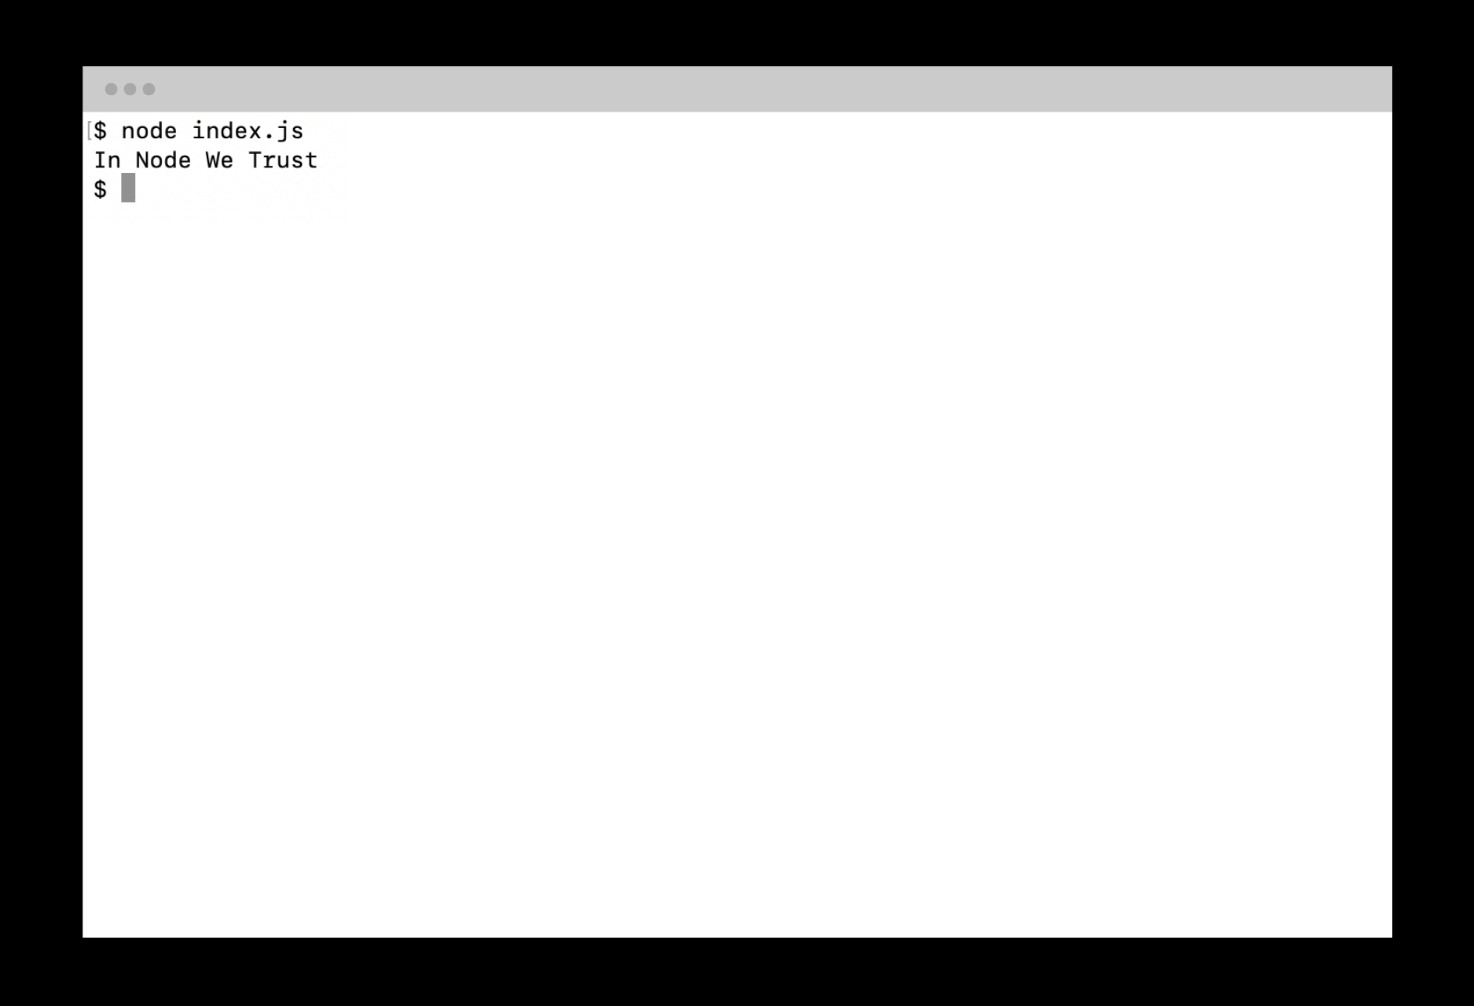 $ node index.js
In Node We Trust
$